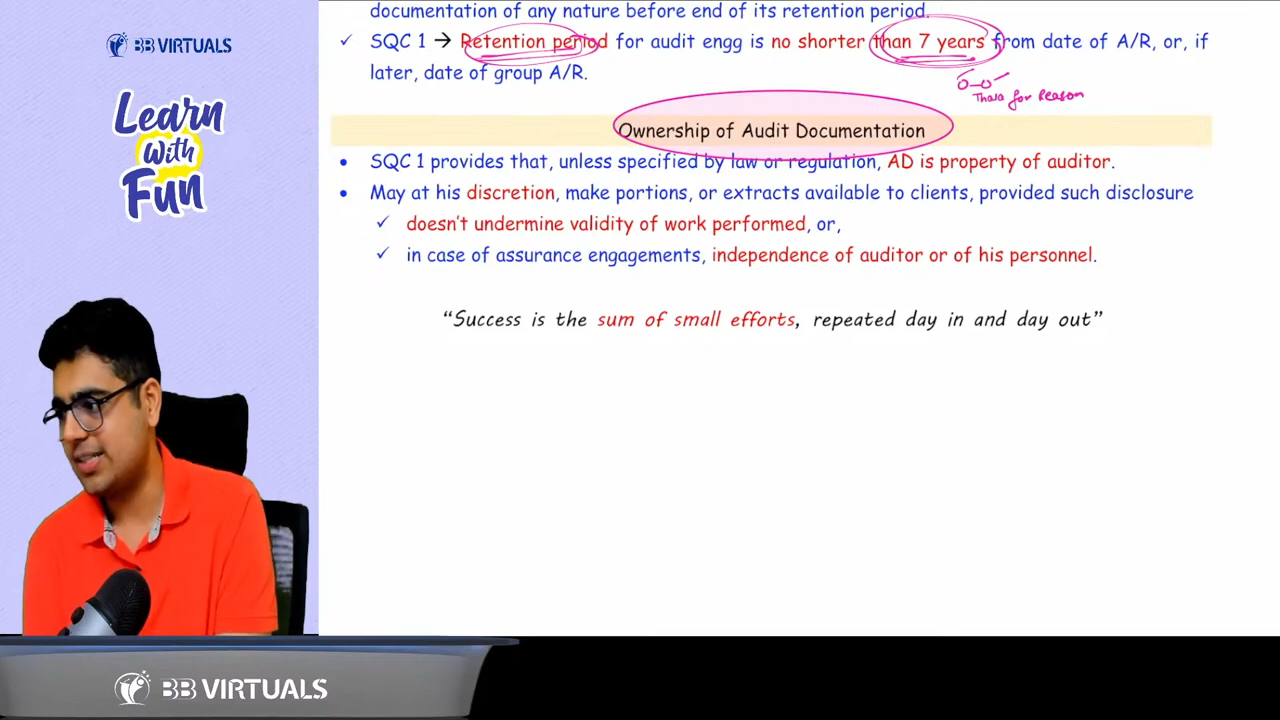 documentation of any nature before end of its retention period.
BB VIRTUALS
✓ SQC 1 → Retention period for audit engg is no shorter than 7 years from date of A/R, or, if
later, date of group A/R.
Thala for Reason
Learn
With
Fun
Ownership of Audit Documentation
• SQC 1 provides that, unless specified by law or regulation, AD is property of auditor.
• May at his discretion, make portions, or extracts available to clients, provided such disclosure
✓ doesn't undermine validity of work performed, or,
✓ in case of assurance engagements, independence of auditor or of his personnel.
"Success is the sum of small efforts, repeated day in and day out"
BB VIRTUALS